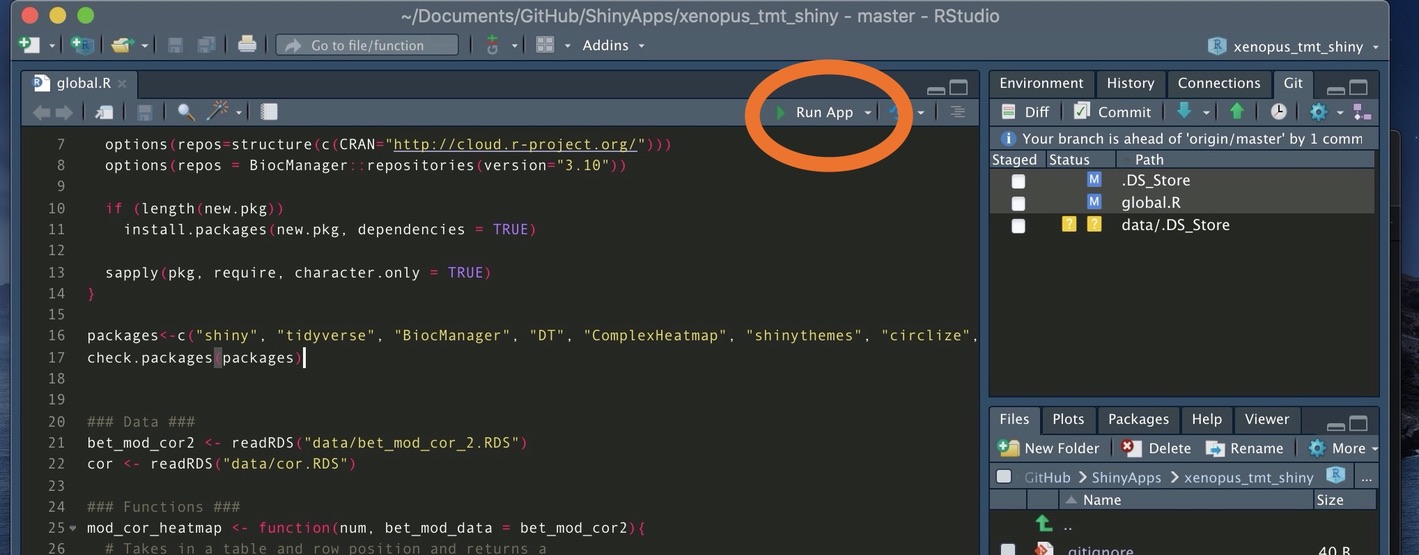 ~/Documents/GitHub/ShinyApps/xenopus_tmt_shiny - master - RStudio
Go to file/function
Addins
xenopus_tmt_shiny
global.R
Run App
7 options(repos=structure(c(CRAN="http://cloud.r-project.org/")))
8 options(repos = BiocManager::repositories(version="3.10"))
9
10 if (length(new.pkg))
11 install.packages(new.pkg, dependencies = TRUE)
12
13 sapply(pkg, require, character.only = TRUE)
14 }
15
16 packages<-c("shiny", "tidyverse", "BiocManager", "DT", "ComplexHeatmap", "shinythemes", "circlize",
17 check.packages(packages)
18
19
20 ### Data ###
21 bet_mod_cor2 <- readRDS("data/bet_mod_cor_2.RDS")
22 cor <- readRDS("data/cor.RDS")
23
24 ### Functions ###
25 mod_cor_heatmap <- function(num, bet_mod_data = bet_mod_cor2){
26 # Takes in a table and row position and returns a
Environment History Connections Git
Diff Commit
Your branch is ahead of 'origin/master' by 1 comm
Staged Status Path
M .DS_Store
M global.R
? ? data/.DS_Store
Files Plots Packages Help Viewer
New Folder Delete Rename More
GitHub > ShinyApps > xenopus_tmt_shiny ...
Name Size
..
.gitignore 40 B